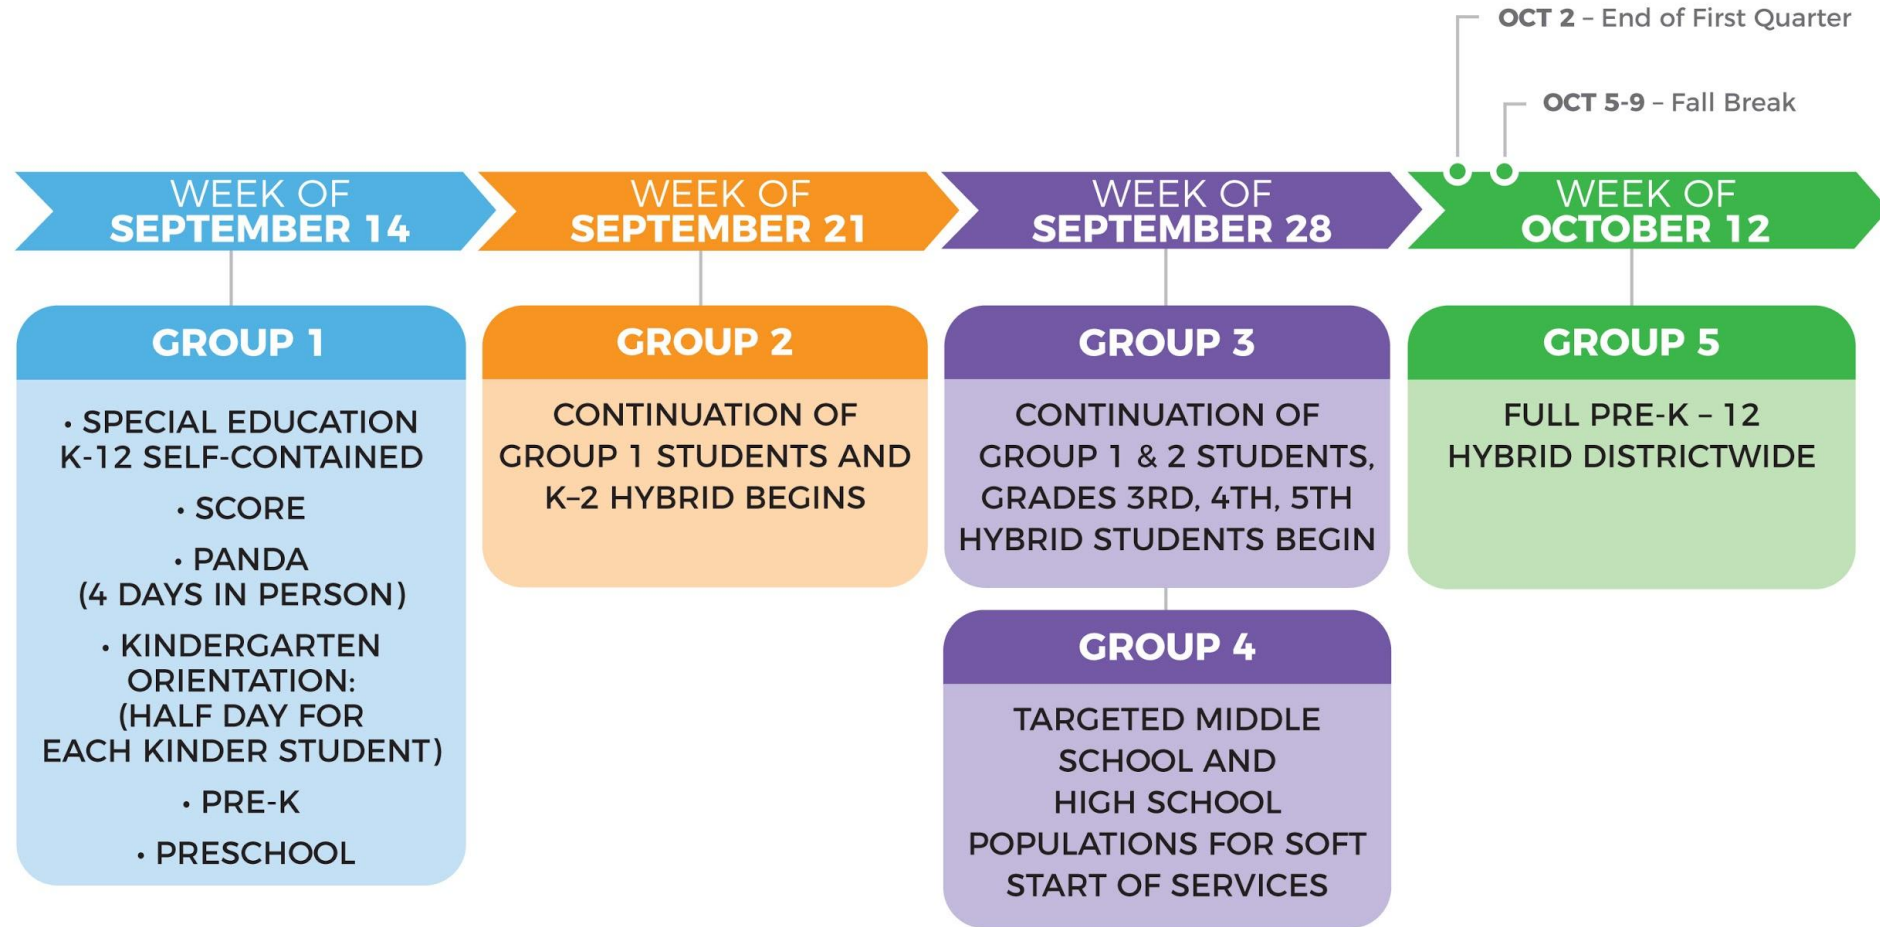 OCT 2 – End of First Quarter
OCT 5-9 – Fall Break
WEEK OF
SEPTEMBER 14
WEEK OF
SEPTEMBER 21
WEEK OF
SEPTEMBER 28
WEEK OF
OCTOBER 12
GROUP 1
• SPECIAL EDUCATION
K-12 SELF-CONTAINED
• SCORE
• PANDA
(4 DAYS IN PERSON)
• KINDERGARTEN
ORIENTATION:
(HALF DAY FOR
EACH KINDER STUDENT)
• PRE-K
• PRESCHOOL
GROUP 2
CONTINUATION OF
GROUP 1 STUDENTS AND
K–2 HYBRID BEGINS
GROUP 3
CONTINUATION OF
GROUP 1 & 2 STUDENTS,
GRADES 3RD, 4TH, 5TH
HYBRID STUDENTS BEGIN
GROUP 4
TARGETED MIDDLE
SCHOOL AND
HIGH SCHOOL
POPULATIONS FOR SOFT
START OF SERVICES
GROUP 5
FULL PRE-K – 12
HYBRID DISTRICTWIDE